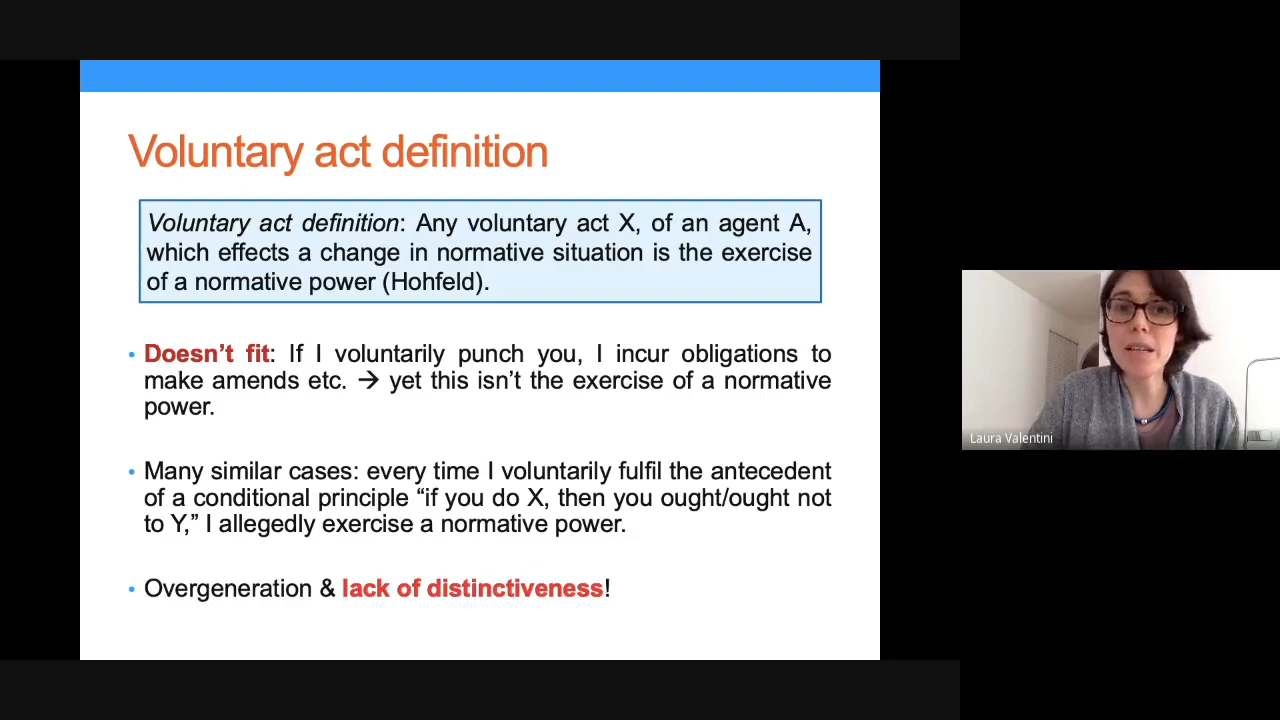 Voluntary act definition
Voluntary act definition: Any voluntary act X, of an agent A,
which effects a change in normative situation is the exercise
of a normative power (Hohfeld).
• Doesn’t fit: If I voluntarily punch you, I incur obligations to
make amends etc. → yet this isn’t the exercise of a normative
power.
• Many similar cases: every time I voluntarily fulfil the antecedent
of a conditional principle “if you do X, then you ought/ought not
to Y,” I allegedly exercise a normative power.
• Overgeneration & lack of distinctiveness!
Laura Valentini